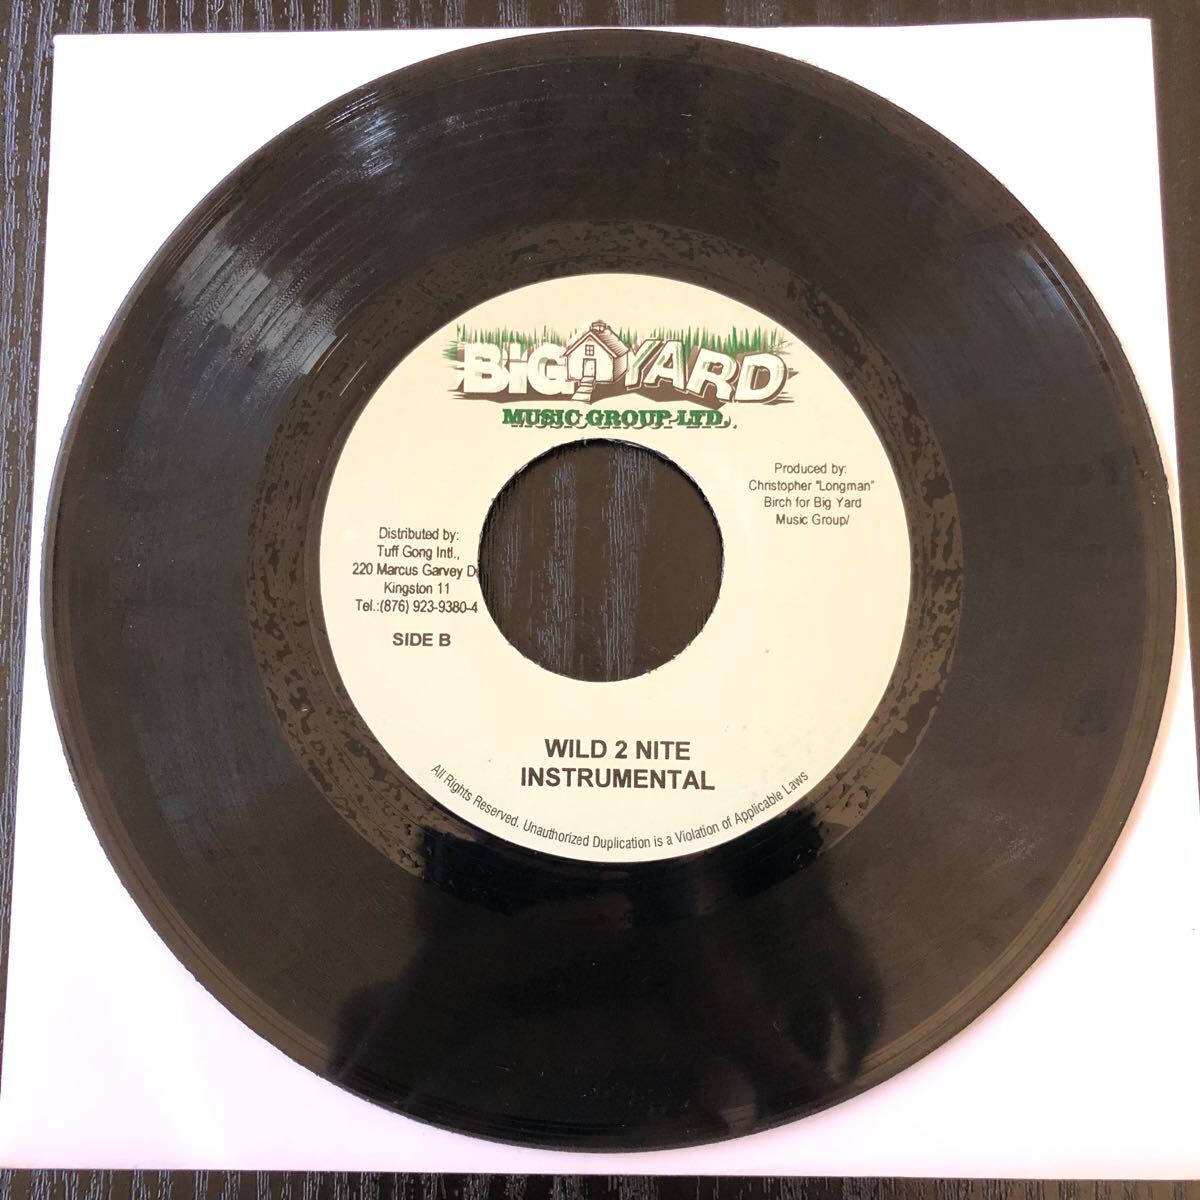 BiG YARD
MUSIC GROUP LTD.
Produced by:
Christopher "Longman"
Birch for Big Yard
Music Group/
Distributed by:
Tuff Gong Intl.,
220 Marcus Garvey D
Kingston 11
Tel.:(876) 923-9380-4
SIDE B
WILD 2 NITE
INSTRUMENTAL
All Rights Reserved. Unauthorized Duplication is a Violation of Applicable Laws